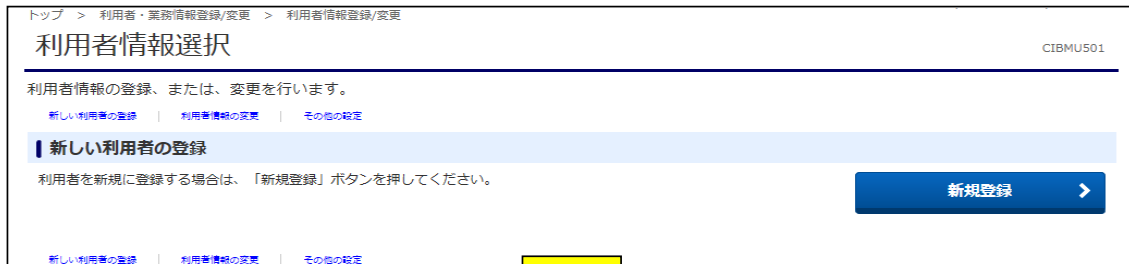 トップ > 利用者・業務情報登録/変更 > 利用者情報登録/変更
利用者情報選択
CIBMU501
利用者情報の登録、または、変更を行います。
新しい利用者の登録 | 利用者情報の変更 | その他の設定
新しい利用者の登録
利用者を新規に登録する場合は、「新規登録」ボタンを押してください。
新規登録
新しい利用者の登録 | 利用者情報の変更 | その他の設定